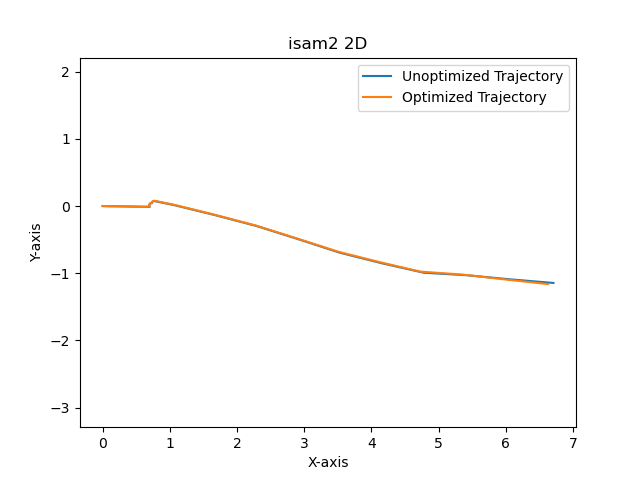 isam2 2D
Unoptimized Trajectory
Optimized Trajectory
2
1
0
−1
−2
−3
Y-axis
0 1 2 3 4 5 6 7
X-axis